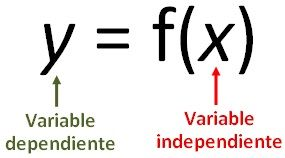 y = f(x)
Variable dependiente
Variable independiente